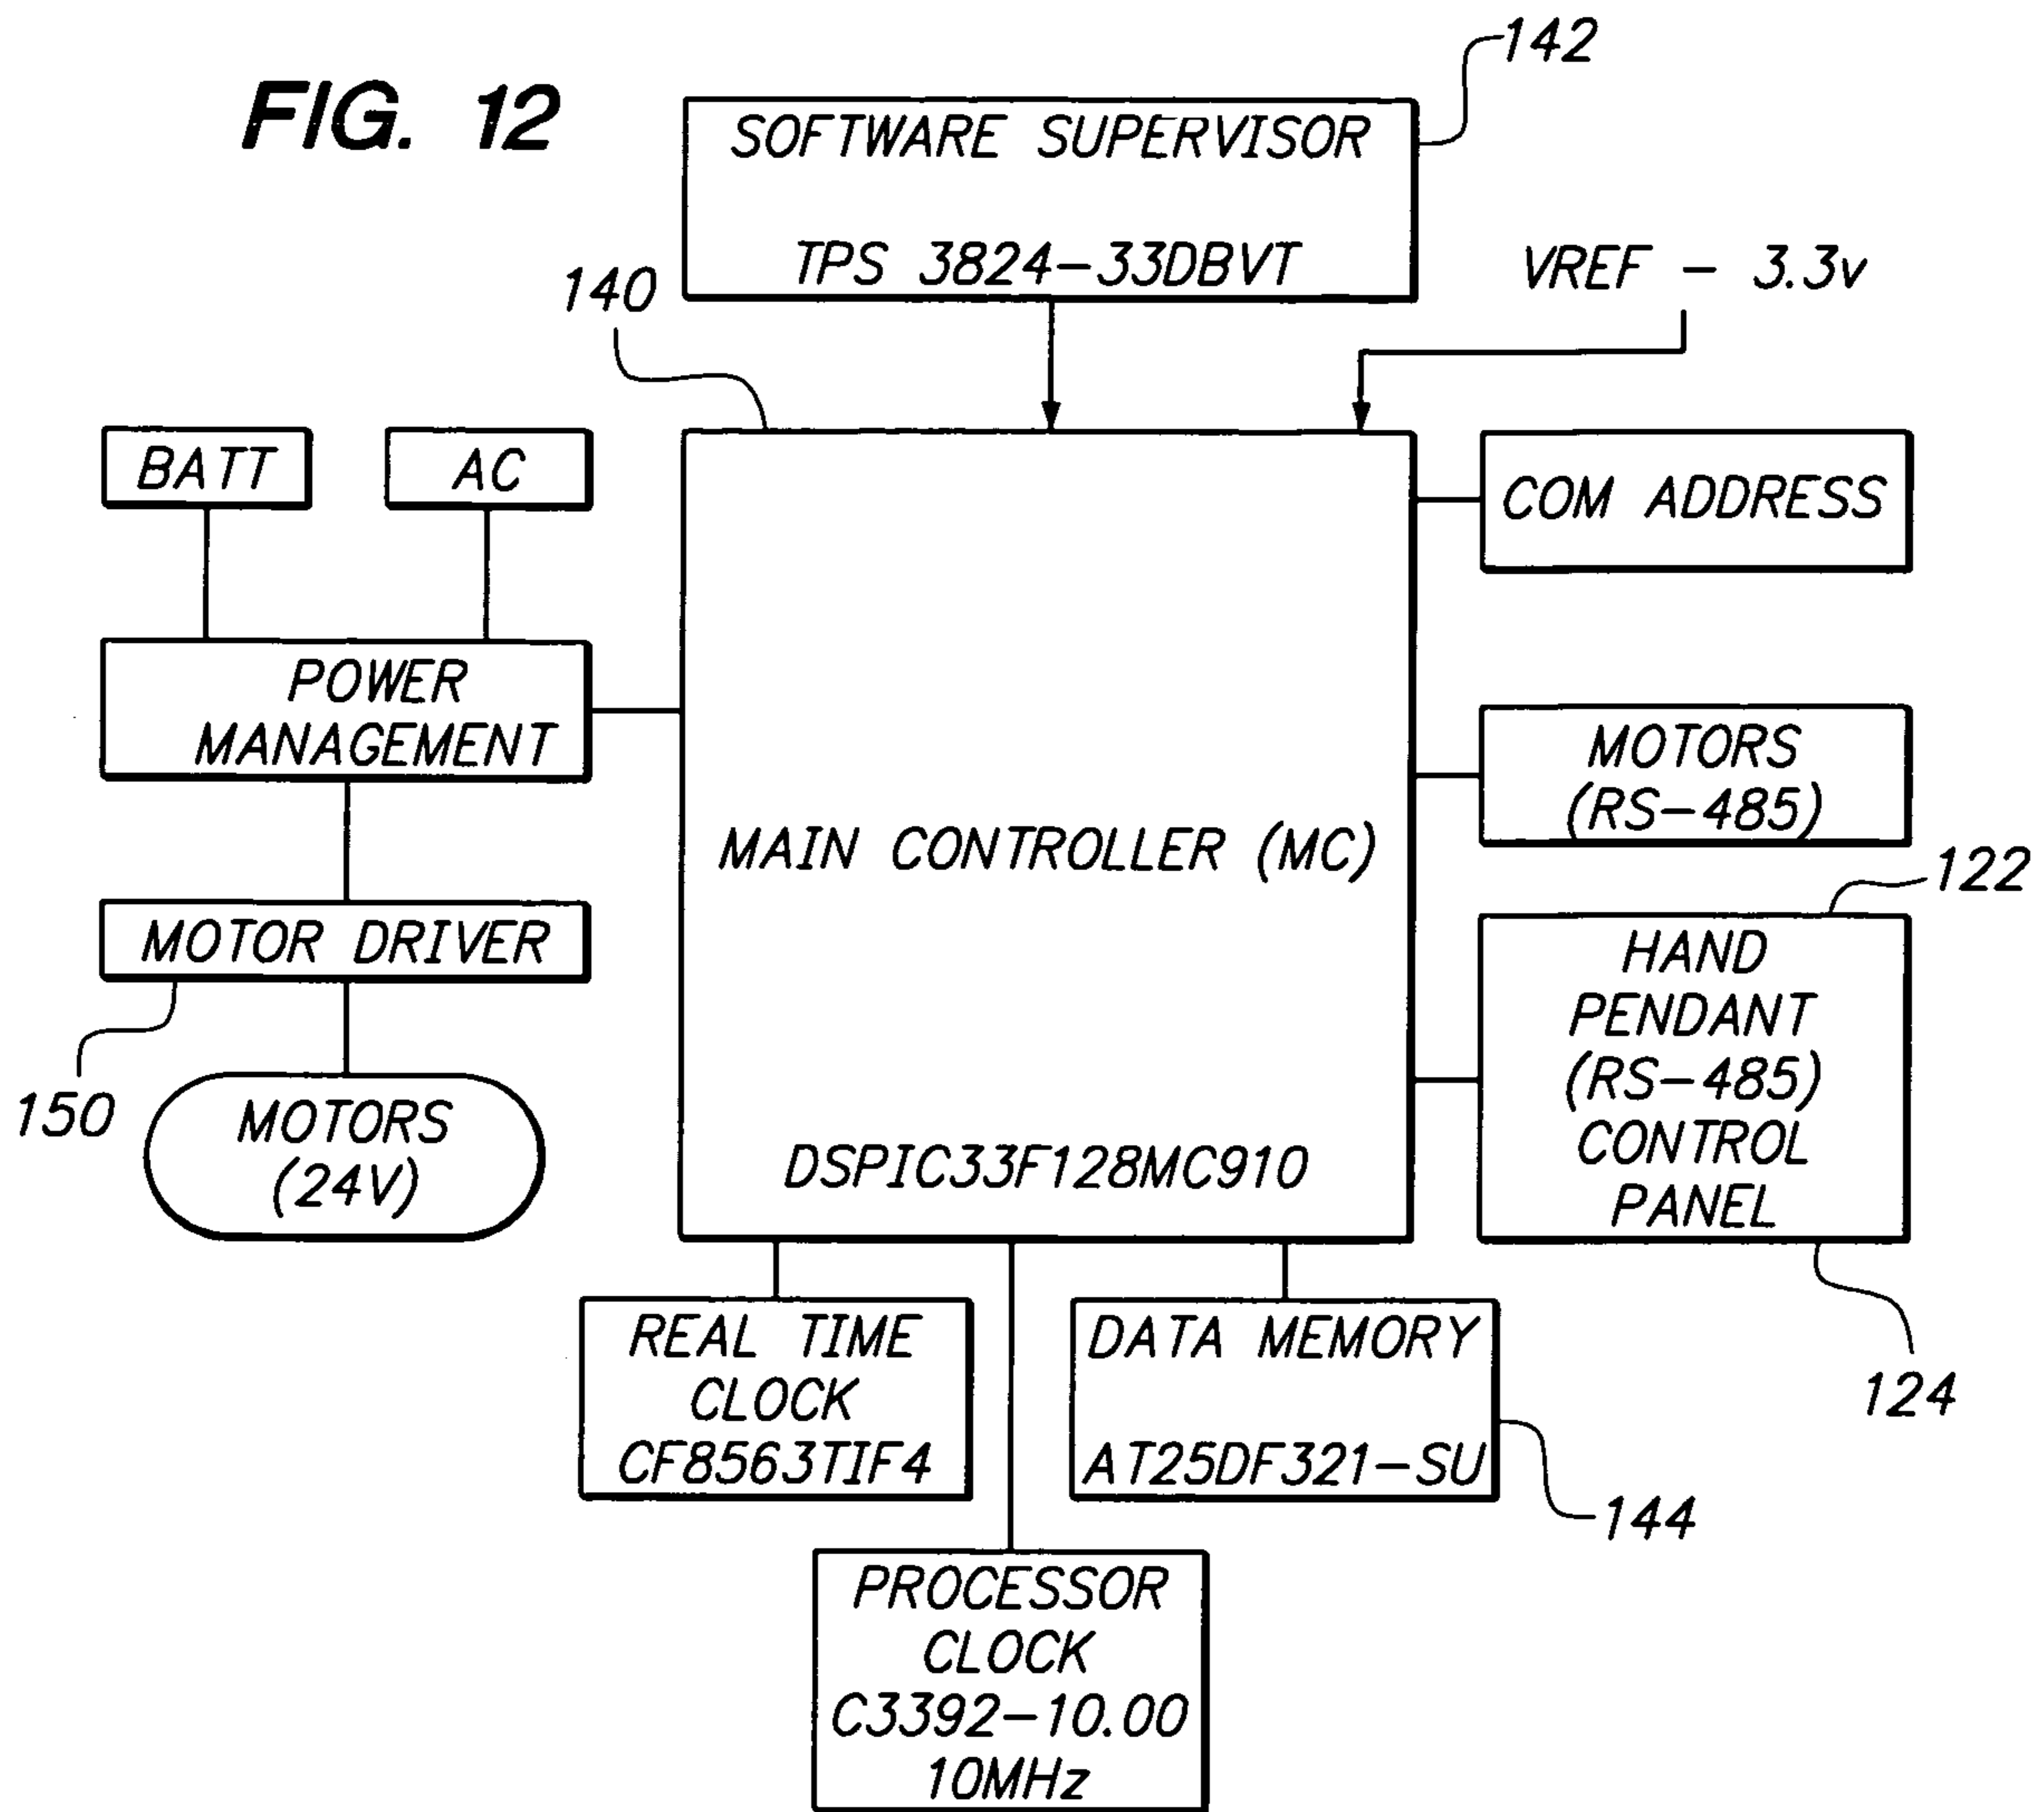 FIG. 12
142
SOFTWARE SUPERVISOR
TPS 3824-33DBVT
VREF - 3.3v
140
BATT
AC
COM ADDRESS
POWER
MANAGEMENT
MOTORS
(RS-485)
MAIN CONTROLLER (MC)
DSPIC33F128MC910
122
MOTOR DRIVER
150
MOTORS
(24V)
HAND
PENDANT
(RS-485)
CONTROL
PANEL
124
REAL TIME
CLOCK
CF8563TIF4
DATA MEMORY
AT25DF321-SU
144
PROCESSOR
CLOCK
C3392-10.00
10MHz